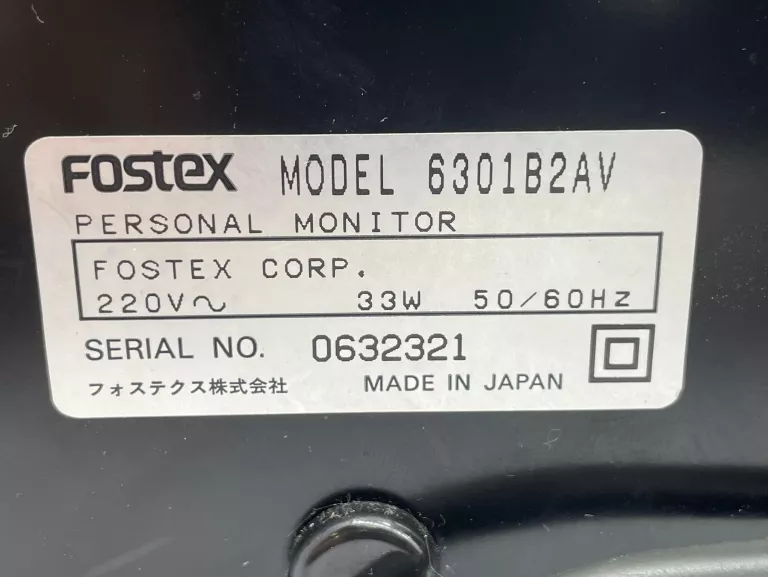 FOSTEX MODEL 6301B2AV
PERSONAL MONITOR
FOSTEX CORP.
220V～ 33W 50/60Hz
SERIAL NO. 0632321
フォステクス株式会社 MADE IN JAPAN